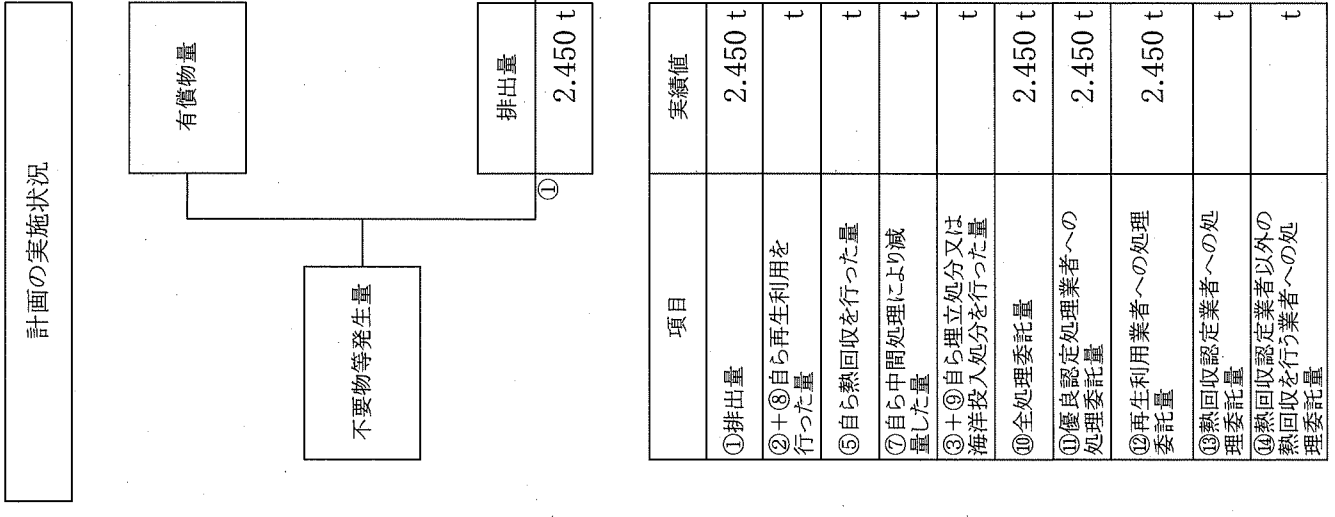 計画の実施状況
有償物量
不要物等発生量
排出量
①
2.450 t
項目
実績値
①排出量
2.450 t
②+⑧自ら再生利用を
行った量
t
⑤自ら熱回収を行った量
t
⑦自ら中間処理により減
量した量
t
③+⑨自ら埋立処分又は
海洋投入処分を行った量
t
⑩全処理委託量
2.450 t
⑪優良認定処理業者への
処理委託量
2.450 t
⑫再生利用業者への処理
委託量
2.450 t
⑬熱回収認定業者への処
理委託量
t
⑭熱回収認定業者以外の
熱回収を行う業者への処
理委託量
t